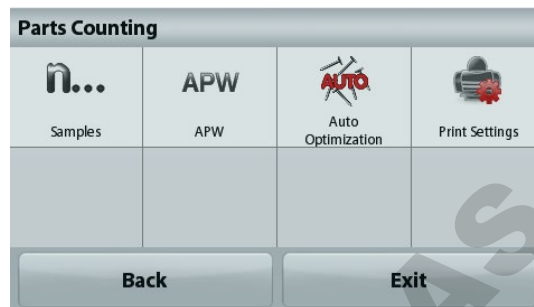 Parts Counting
n...
APW
AUTO
Samples
APW
Auto
Optimization
Print Settings
Back
Exit